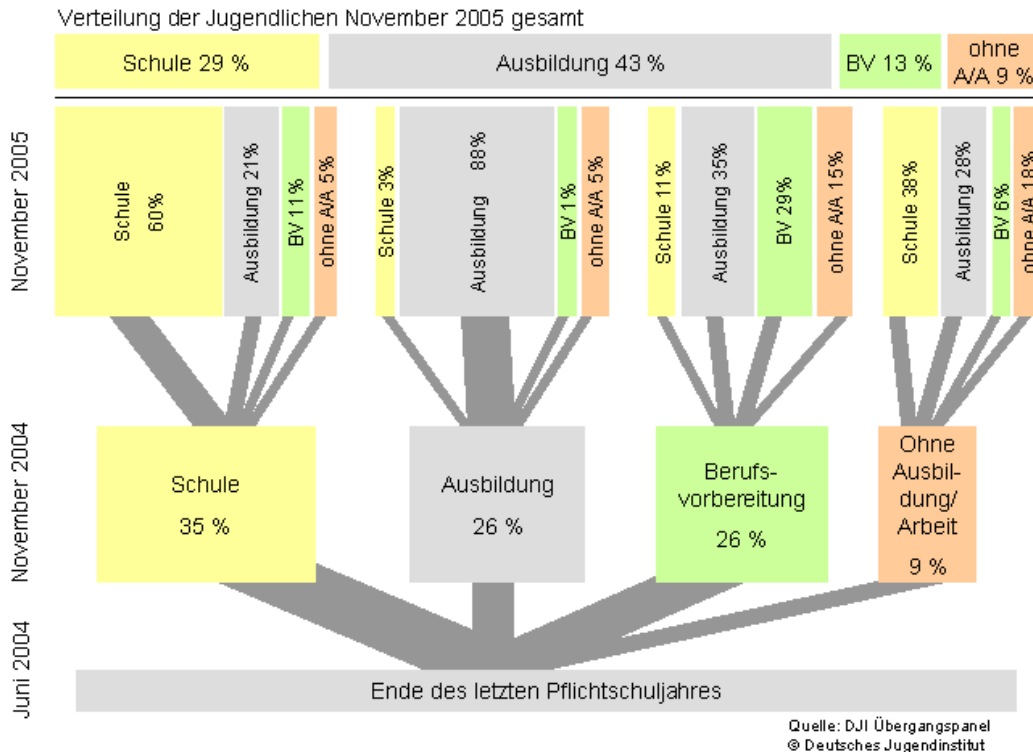 Verteilung der Jugendlichen November 2005 gesamt
Schule 29 %
Ausbildung 43 %
BV 13 %
ohne
A/A 9 %
November 2005
Schule
60%
Ausbildung 21%
BV 11%
ohne A/A 5%
Schule 3%
Ausbildung 88%
BV 1%
ohne A/A 5%
Schule 11%
Ausbildung 35%
BV 29%
ohne A/A 15%
Schule 38%
Ausbildung 28%
BV 6%
ohne A/A 18%
November 2004
Schule
35 %
Ausbildung
26 %
Berufs-
vorbereitung
26 %
Ohne
Ausbil-
dung/
Arbeit
9 %
Juni 2004
Ende des letzten Pflichtschuljahres
Quelle: DJI Übergangspanel
© Deutsches Jugendinstitut